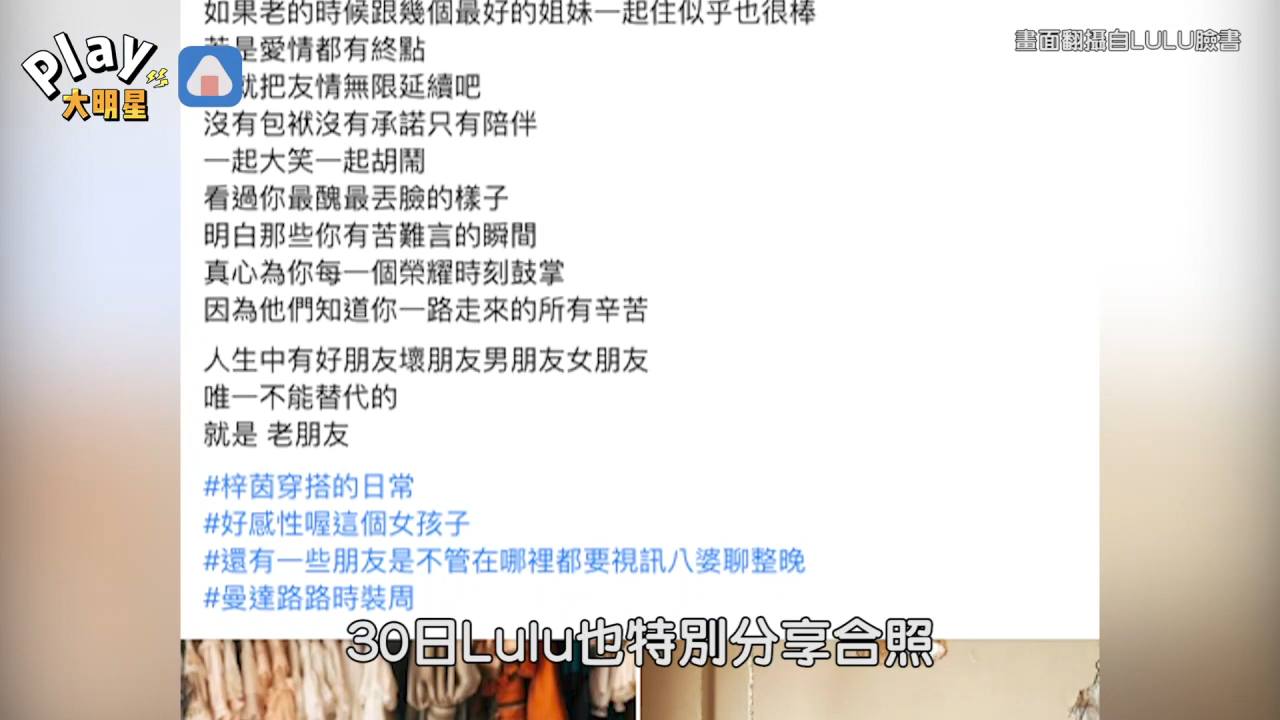 如果老的時候跟幾個最好的姐妹一起住似乎也很棒
畫面翻攝自LULU臉書
Play
大明星
是愛情都有終點
就把友情無限延續吧
沒有包袱沒有承諾只有陪伴
一起大笑一起胡鬧
看過你最醜最丟臉的樣子
明白那些你有苦難言的瞬間
真心為你每一個榮耀時刻鼓掌
因為他們知道你一路走來的所有辛苦
人生中有好朋友壞朋友男朋友女朋友
唯一不能替代的
就是 老朋友
#梓茵穿搭的日常
#好感性喔這個女孩子
#還有一些朋友是不管在哪裡都要視訊八婆聊整晚
#曼達路路時裝周
30日Lulu也特別分享合照